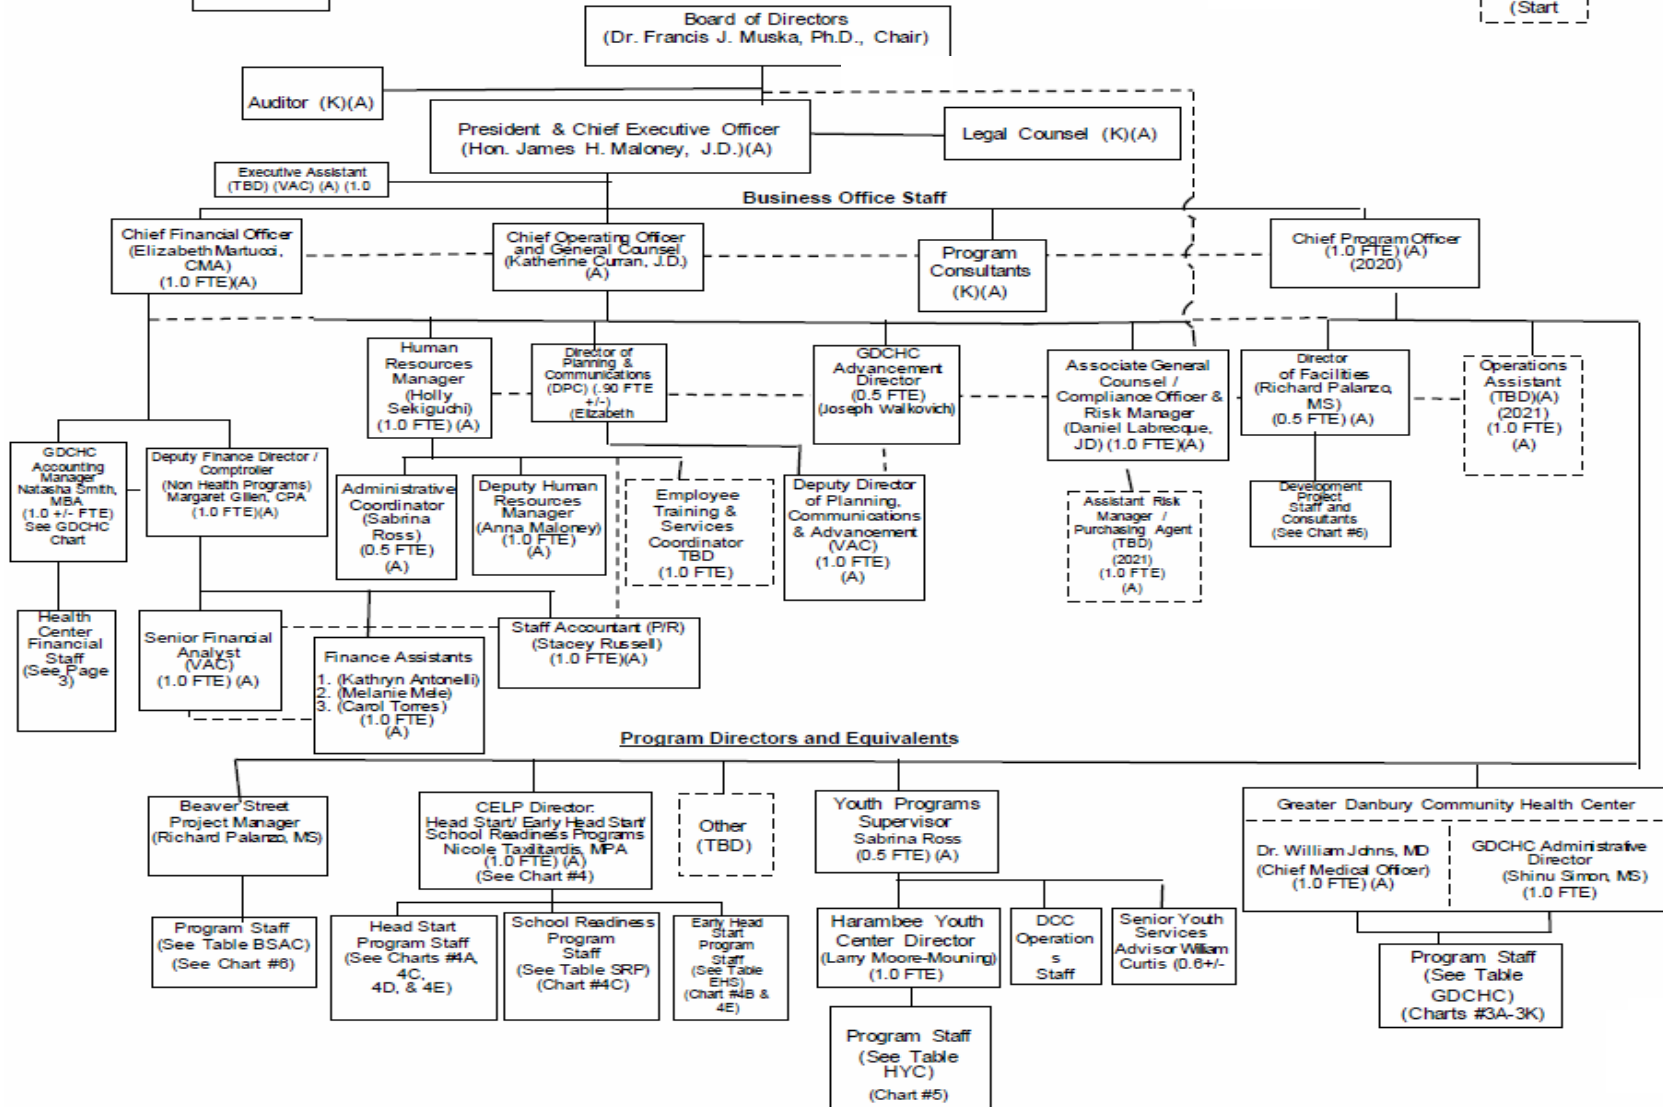 (Start
Board of Directors
(Dr. Francis J. Muska, Ph.D., Chair)
Auditor (K)(A)
President & Chief Executive Officer
(Hon. James H. Maloney, J.D.)(A)
Legal Counsel (K)(A)
Executive Assistant
(TBD) (VAC) (A) (1.0
Business Office Staff
Chief Financial Officer
(Elizabeth Martucci,
CMA)
(1.0 FTE)(A)
Chief Operating Officer
and General Counsel
(Katherine Curran, J.D.)
(A)
Program
Consultants
(K)(A)
Chief Program Officer
(1.0 FTE) (A)
(2020)
Human
Resources
Manager
(Holly
Sekiguchi)
(1.0 FTE) (A)
Director of
Planning &
Communications
(DPC) (.90 FTE
+/-)
(Elizabeth
GDCHC
Advancement
Director
(0.5 FTE)
(Joseph Walkovich)
Associate General
Counsel /
Compliance Officer &
Risk Manager
(Daniel Labrecque,
JD) (1.0 FTE)(A)
Director
of Facilities
(Richard Palanzo,
MS)
(0.5 FTE) (A)
Operations
Assistant
(TBD)(A)
(2021)
(1.0 FTE)
(A)
GDCHC
Accounting
Manager
Natasha Smith,
MBA
(1.0 +/- FTE)
See GDCHC
Chart
Deputy Finance Director /
Comptroller
(Non Health Programs)
Margaret Gillen, CPA
(1.0 FTE)(A)
Administrative
Coordinator
(Sabrina
Ross)
(0.5 FTE)
(A)
Deputy Human
Resources
Manager
(Anna Maloney)
(1.0 FTE)
(A)
Employee
Training &
Services
Coordinator
TBD
(1.0 FTE)
Deputy Director
of Planning,
Communications
& Advancement
(VAC)
(1.0 FTE)
(A)
Assistant Risk
Manager /
Purchasing Agent
(TBD)
(2021)
(1.0 FTE)
(A)
Development
Project
Staff and
Consultants
(See Chart #6)
Health
Center
Financial
Staff
(See Page
3)
Senior Financial
Analyst
(VAC)
(1.0 FTE) (A)
Finance Assistants
1. (Kathryn Antonelli)
2. (Melanie Mele)
3. (Carol Torres)
(1.0 FTE)
(A)
Staff Accountant (P/R)
(Stacey Russell)
(1.0 FTE)(A)
Program Directors and Equivalents
Beaver Street
Project Manager
(Richard Palanzo, MS)
CELP Director:
Head Start/ Early Head Start/
School Readiness Programs
Nicole Taxiltardis, MPA
(1.0 FTE) (A)
(See Chart #4)
Other
(TBD)
Youth Programs
Supervisor
Sabrina Ross
(0.5 FTE) (A)
Greater Danbury Community Health Center
Dr. William Johns, MD
(Chief Medical Officer)
(1.0 FTE) (A)
GDCHC Administrative
Director
(Shinu Simon, MS)
(1.0 FTE)
Program Staff
(See Table BSAC)
(See Chart #6)
Head Start
Program Staff
(See Charts #4A,
4C,
4D, & 4E)
School Readiness
Program
Staff
(See Table SRP)
(Chart #4C)
Early Head
Start
Program
Staff
(See Table
EHS)
(Chart #4B &
4E)
Harambee Youth
Center Director
(Larry Moore-Mouning)
(1.0 FTE)
DCC
Operation
s
Staff
Senior Youth
Services
Advisor William
Curtis (0.6+/-
Program Staff
(See Table
GDCHC)
(Charts #3A-3K)
Program Staff
(See Table
HYC)
(Chart #5)